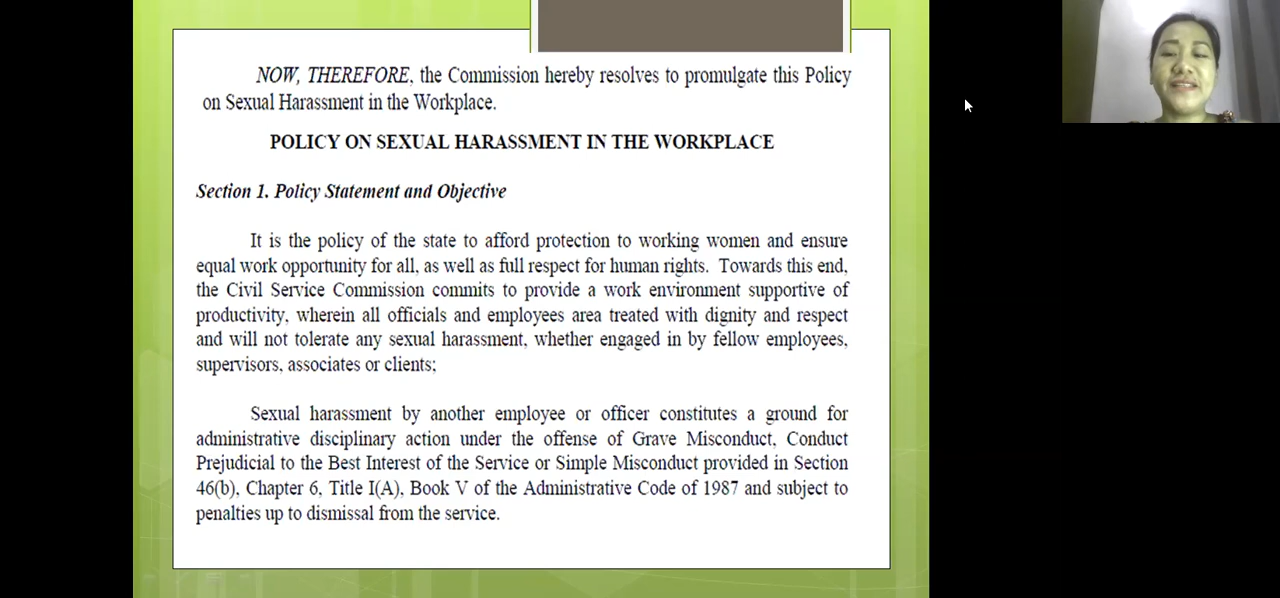 NOW, THEREFORE, the Commission hereby resolves to promulgate this Policy
on Sexual Harassment in the Workplace.
POLICY ON SEXUAL HARASSMENT IN THE WORKPLACE
Section 1. Policy Statement and Objective
It is the policy of the state to afford protection to working women and ensure
equal work opportunity for all, as well as full respect for human rights. Towards this end,
the Civil Service Commission commits to provide a work environment supportive of
productivity, wherein all officials and employees area treated with dignity and respect
and will not tolerate any sexual harassment, whether engaged in by fellow employees,
supervisors, associates or clients;
Sexual harassment by another employee or officer constitutes a ground for
administrative disciplinary action under the offense of Grave Misconduct, Conduct
Prejudicial to the Best Interest of the Service or Simple Misconduct provided in Section
46(b), Chapter 6, Title I(A), Book V of the Administrative Code of 1987 and subject to
penalties up to dismissal from the service.